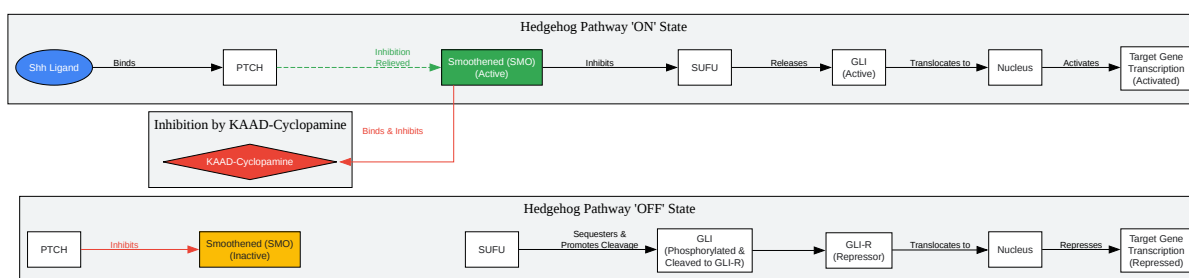 Hedgehog Pathway 'ON' State
Shh Ligand
Binds
PTCH
Inhibition
Relieved
Smoothened (SMO)
(Active)
Inhibits
SUFU
Releases
GLI
(Active)
Translocates to
Nucleus
Activates
Target Gene
Transcription
(Activated)
Inhibition by KAAD-Cyclopamine
Binds & Inhibits
KAAD-Cyclopamine
Hedgehog Pathway 'OFF' State
PTCH
Inhibits
Smoothened (SMO)
(Inactive)
SUFU
Sequesters &
Promotes Cleavage
GLI
(Phosphorylated &
Cleaved to GLI-R)
GLI-R
(Repressor)
Translocates to
Nucleus
Represses
Target Gene
Transcription
(Repressed)